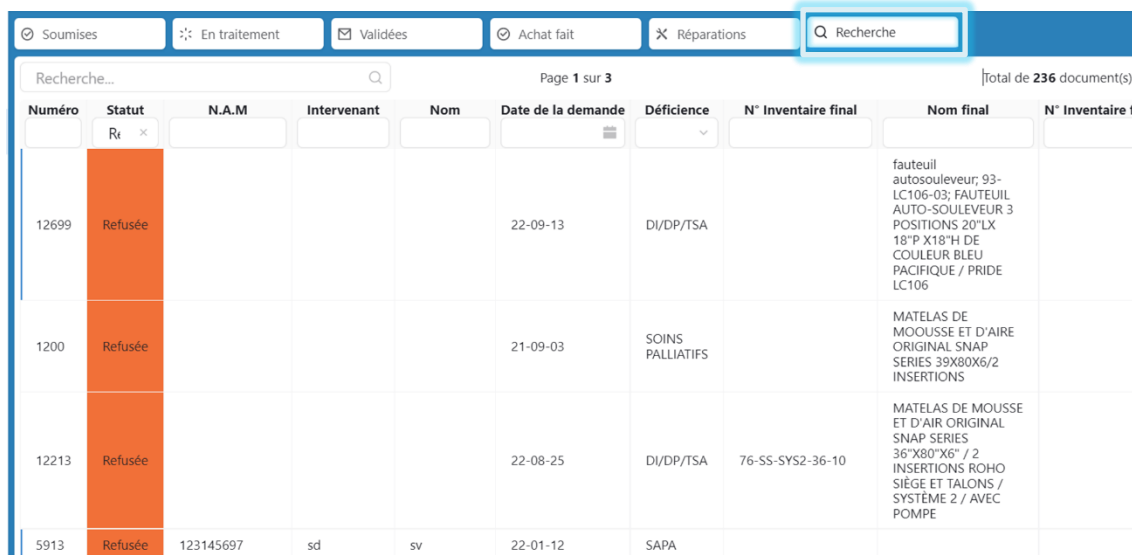 Soumises En traitement Validées Achat fait Réparations Recherche
Recherche... Page 1 sur 3 Total de 236 document(s)
Numéro Statut N.A.M Intervenant Nom Date de la demande Déficience N° Inventaire final Nom final N° Inventaire
Re
12699 Refusée 22-09-13 DI/DP/TSA
fauteuil
autosouleveur; 93-
LC106-03; FAUTEUIL
AUTO-SOULEVEUR 3
POSITIONS 20"LX
18"P X18"H DE
COULEUR BLEU
PACIFIQUE / PRIDE
LC106
1200 Refusée 21-09-03
SOINS
PALLIATIFS
MATELAS DE
MOOUSSE ET D'AIRE
ORIGINAL SNAP
SERIES 39X80X6/2
INSERTIONS
12213 Refusée 22-08-25 DI/DP/TSA 76-SS-SYS2-36-10
MATELAS DE MOUSSE
ET D'AIR ORIGINAL
SNAP SERIES
36"X80"X6" / 2
INSERTIONS ROHO
SIÈGE ET TALONS /
SYSTÈME 2 / AVEC
POMPE
5913 Refusée 123145697 sd sv 22-01-12 SAPA